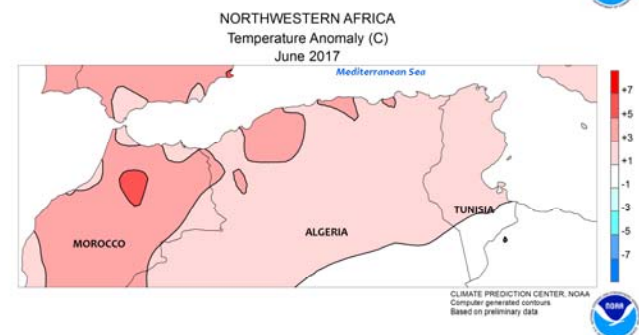 NORTHWESTERN AFRICA
Temperature Anomaly (C)
June 2017
Mediterranean Sea
+7
+5
+3
+1
-1
-3
-5
-7
MOROCCO
ALGERIA
TUNISIA
CLIMATE PREDICTION CENTER, NOAA
Computer generated contours
Based on preliminary data
NOAA